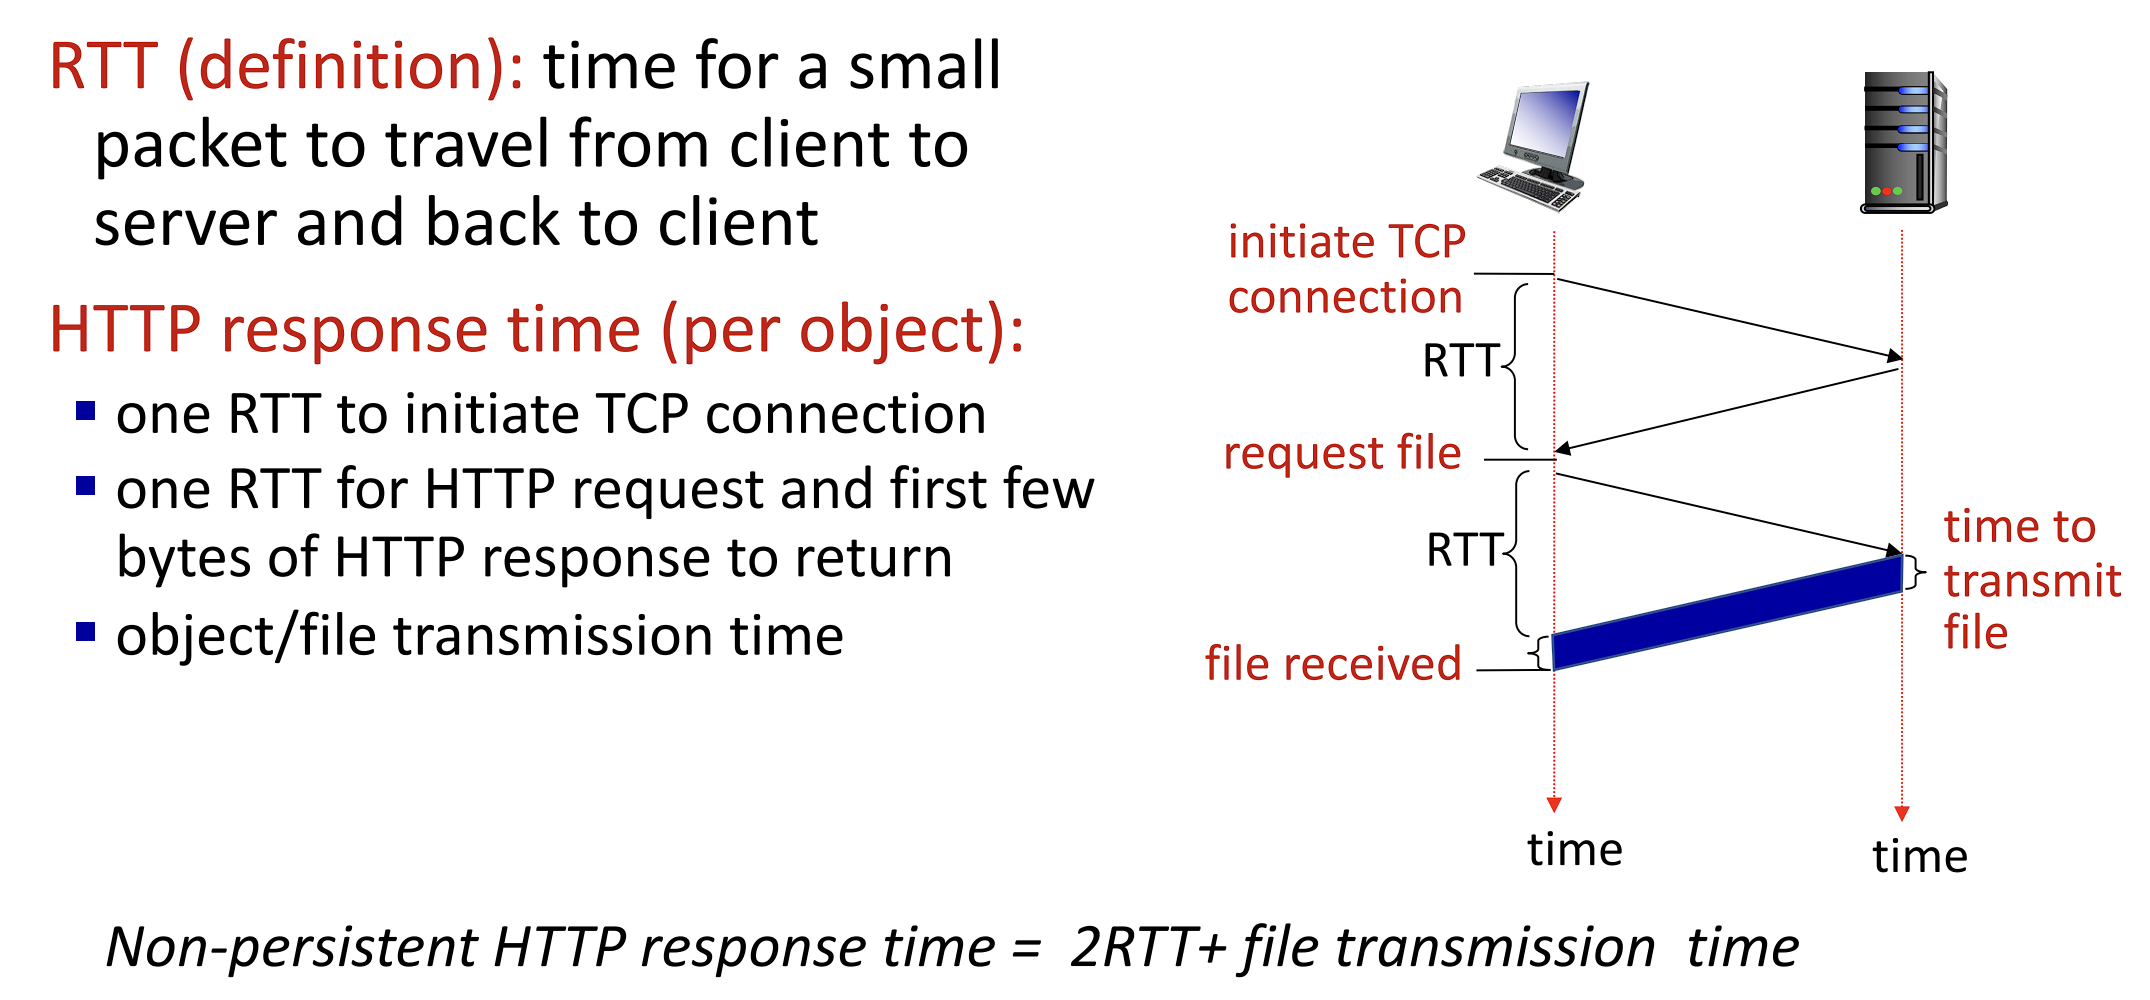 RTT (definition): time for a small
packet to travel from client to
server and back to client
HTTP response time (per object):
one RTT to initiate TCP connection
one RTT for HTTP request and first few
bytes of HTTP response to return
object/file transmission time
initiate TCP
connection
RTT
request file
RTT
time to
transmit
file
file received
time
time
Non-persistent HTTP response time = 2RTT+ file transmission time